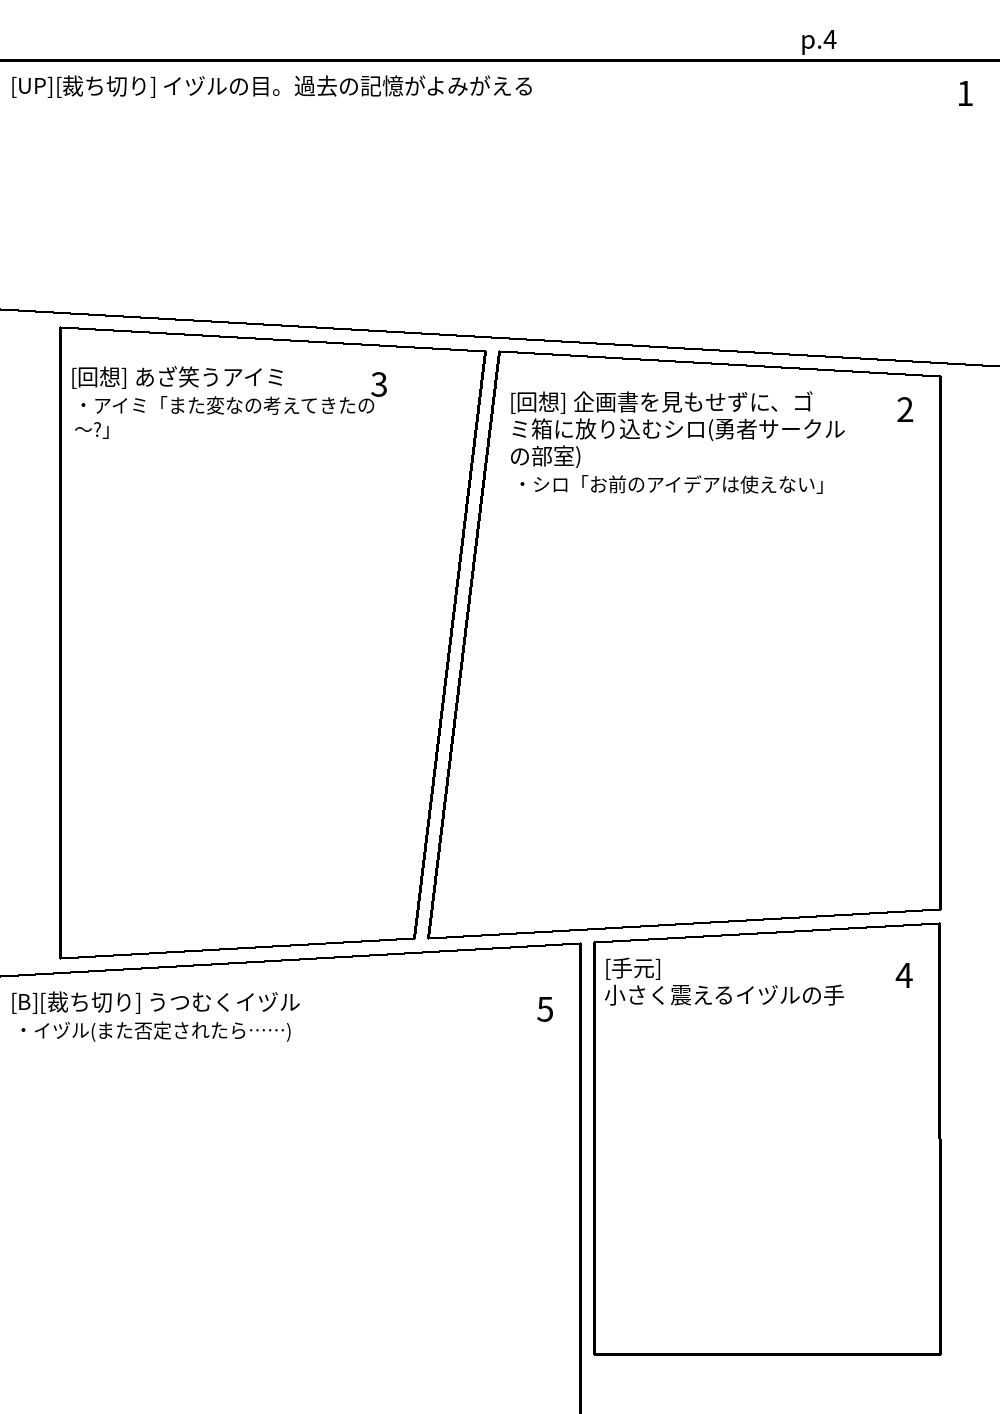 p.4
[UP][裁ち切り] イヅルの目。過去の記憶がよみがえる
1
[回想] 企画書を見もせずに、ゴ
ミ箱に放り込むシロ(勇者サークル
の部室)
・シロ「お前のアイデアは使えない」
2
[回想] あざ笑うアイミ
・アイミ「また変なの考えてきたの
〜?」
3
[手元]
小さく震えるイヅルの手
4
[B][裁ち切り] うつむくイヅル
・イヅル(また否定されたら……)
5